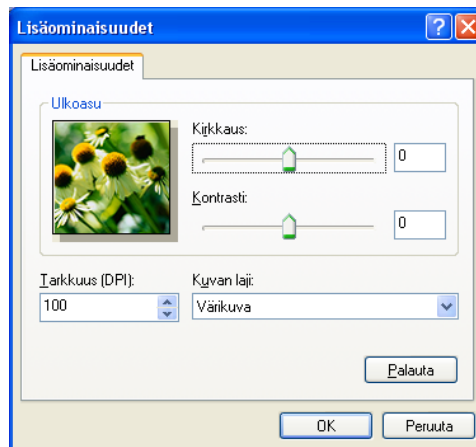 Lisäominaisuudet
Lisäominaisuudet
Ulkoasu
Kirkkaus:
0
Kontrasti:
0
Tarkkuus (DPI):
Kuvan laji:
100
Värikuva
Palauta
OK
Peruuta